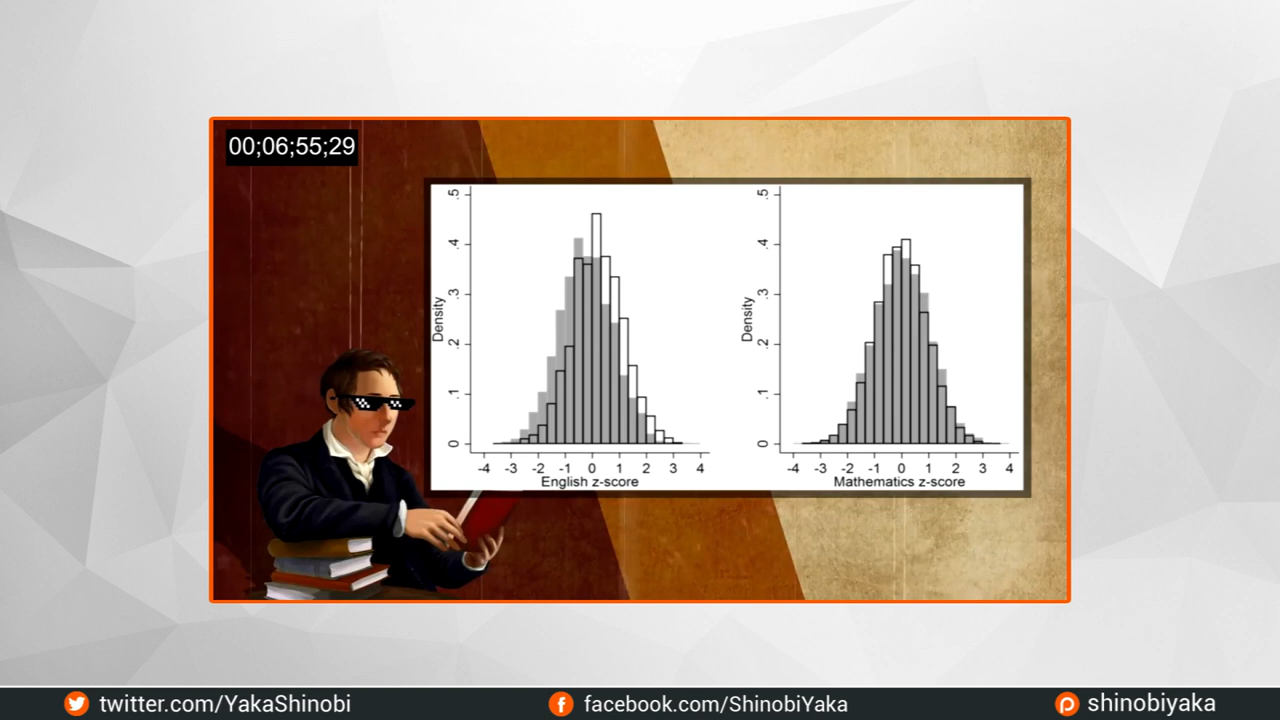 00;06;55;29
.5
.4
.3
.2
.1
0
Density
-4 -3 -2 -1 0 1 2 3 4
English z-score
.5
.4
.3
.2
.1
0
Density
-4 -3 -2 -1 0 1 2 3 4
Mathematics z-score
twitter.com/YakaShinobi
facebook.com/ShinobiYaka
shinobiyaka